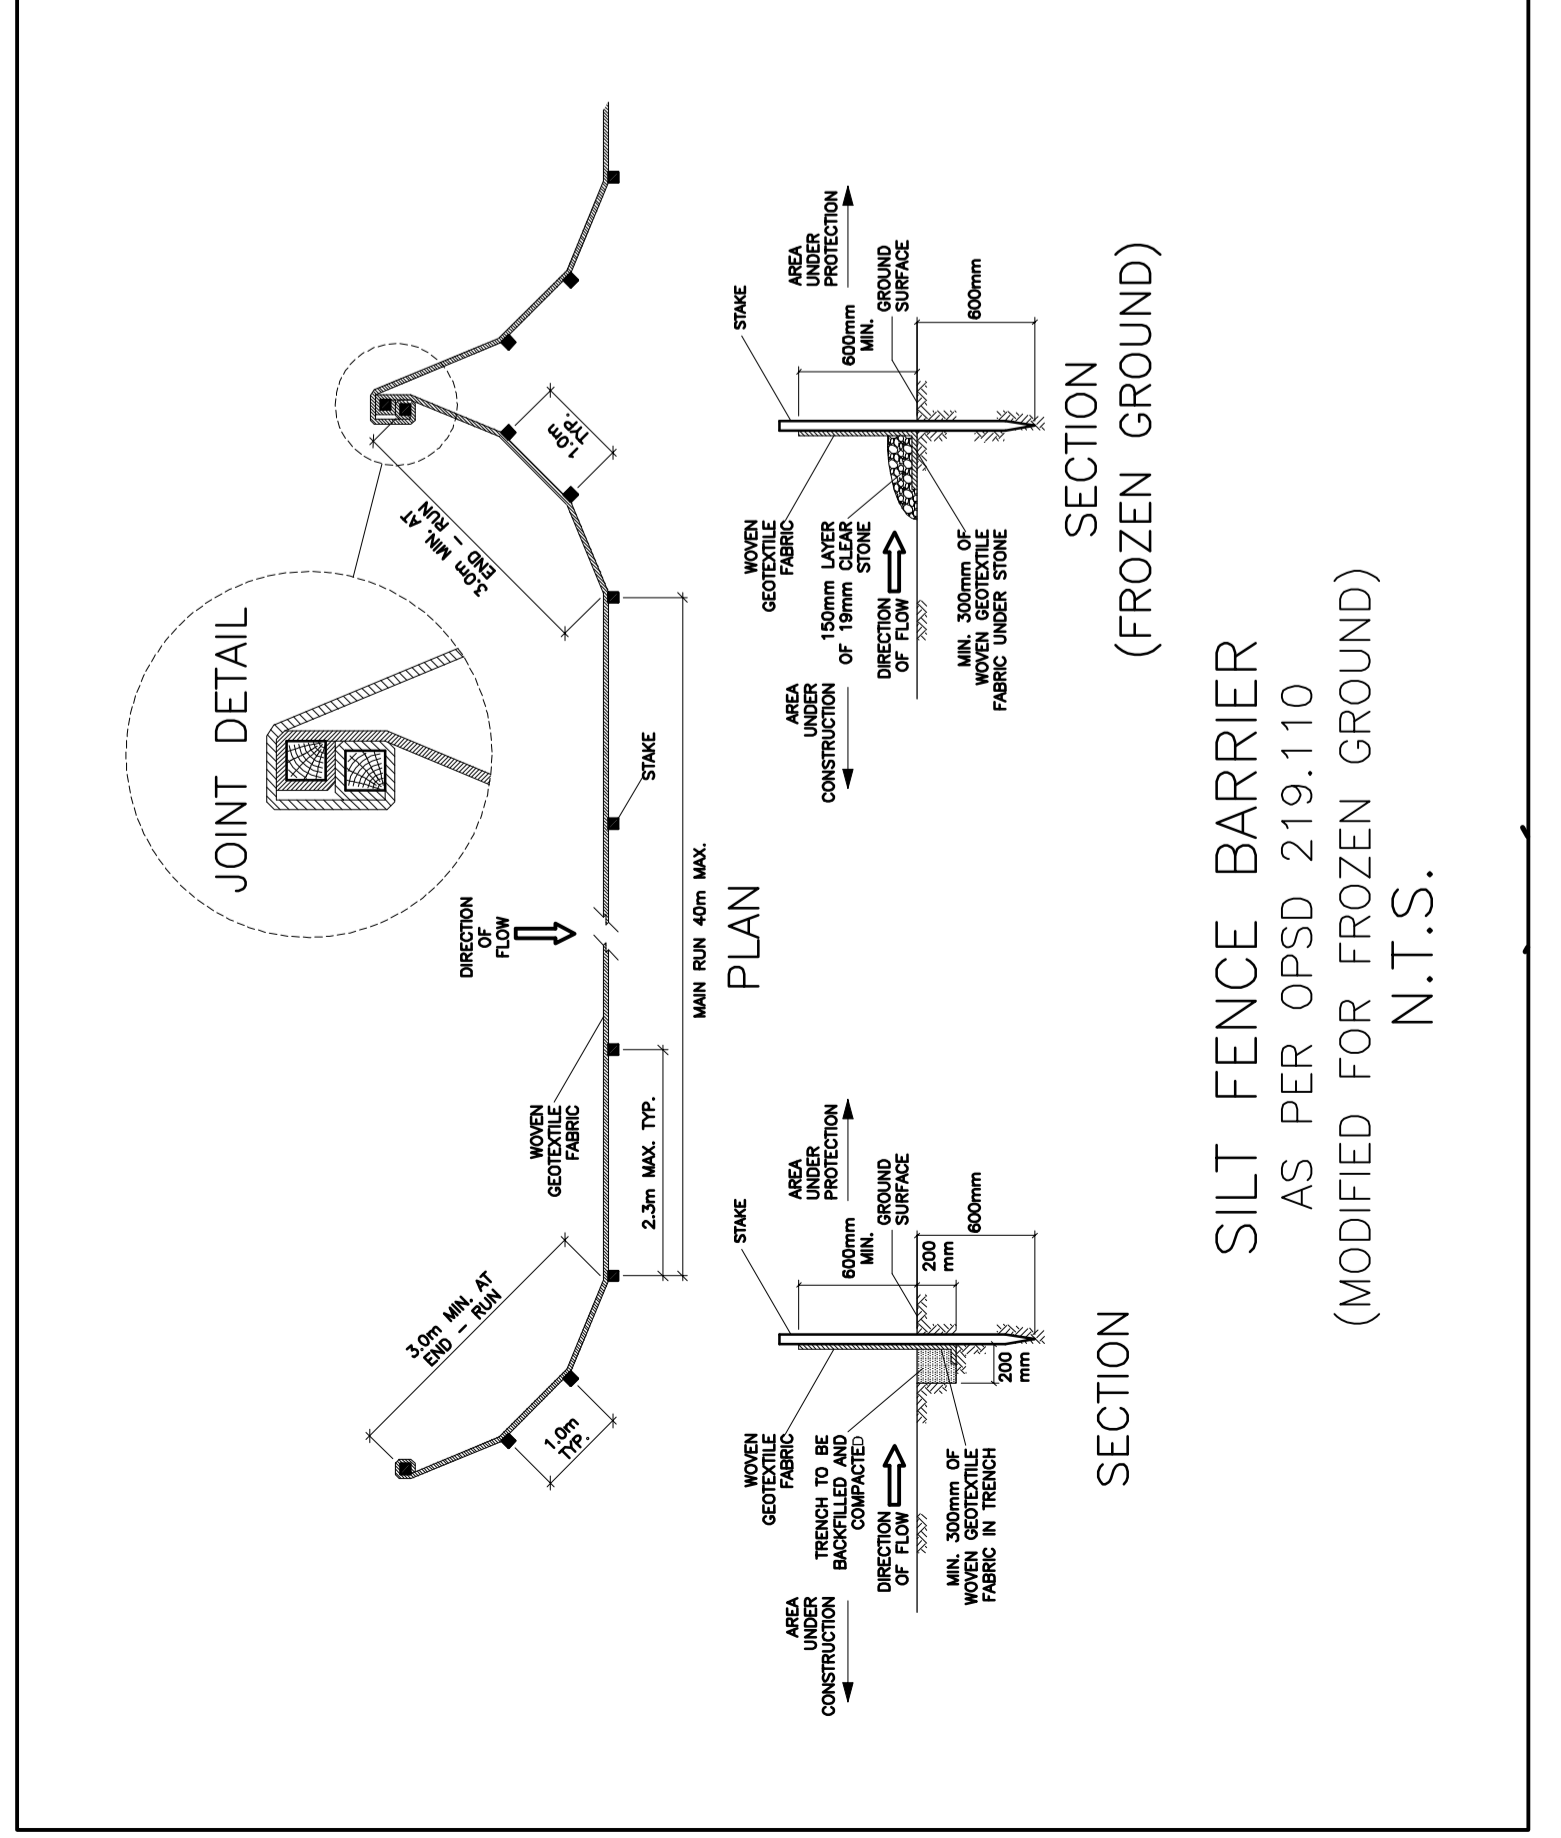 JOINT DETAIL
3.0m MIN. AT
END - RUN
1.0m
TYP.
WOVEN
GEOTEXTILE
FABRIC
DIRECTION
OF
FLOW
STAKE
3.0m MIN. AT
END - RUN
1.0m
TYP.
2.3m MAX. TYP.
MAIN RUN 40m MAX.
PLAN
AREA
UNDER
CONSTRUCTION
WOVEN
GEOTEXTILE
FABRIC
TRENCH TO BE
BACKFILLED AND
COMPACTED
DIRECTION
OF FLOW
MIN. 300mm OF
WOVEN GEOTEXTILE
FABRIC IN TRENCH
STAKE
AREA
UNDER
PROTECTION
600mm
MIN.
GROUND
SURFACE
200
mm
600mm
200
mm
SECTION
AREA
UNDER
CONSTRUCTION
WOVEN
GEOTEXTILE
FABRIC
150mm LAYER
OF 19mm CLEAR
STONE
DIRECTION
OF FLOW
MIN. 300mm OF
WOVEN GEOTEXTILE
FABRIC UNDER STONE
STAKE
AREA
UNDER
PROTECTION
600mm
MIN.
GROUND
SURFACE
600mm
SECTION
(FROZEN GROUND)
SILT FENCE BARRIER
AS PER OPSD 219.110
(MODIFIED FOR FROZEN GROUND)
N.T.S.